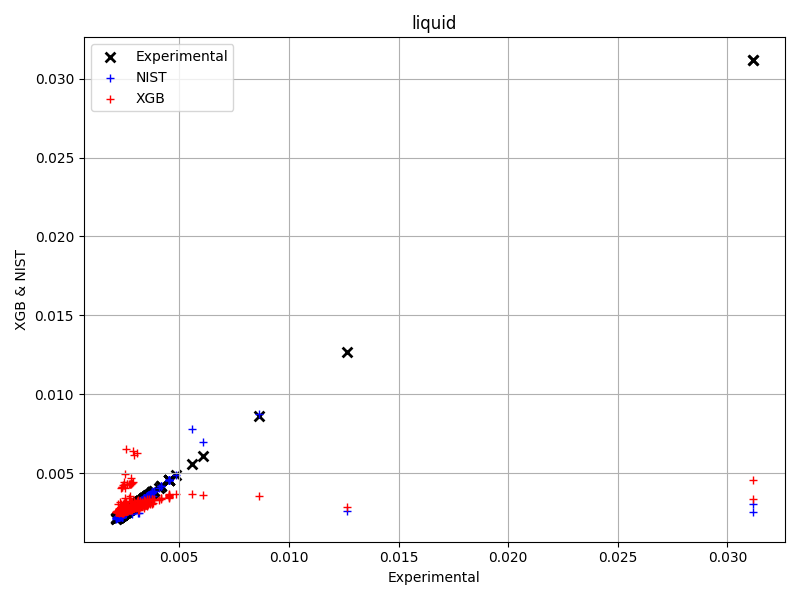 liquid
Experimental
NIST
XGB
XGB & NIST
0.030
0.025
0.020
0.015
0.010
0.005
0.005 0.010 0.015 0.020 0.025 0.030
Experimental